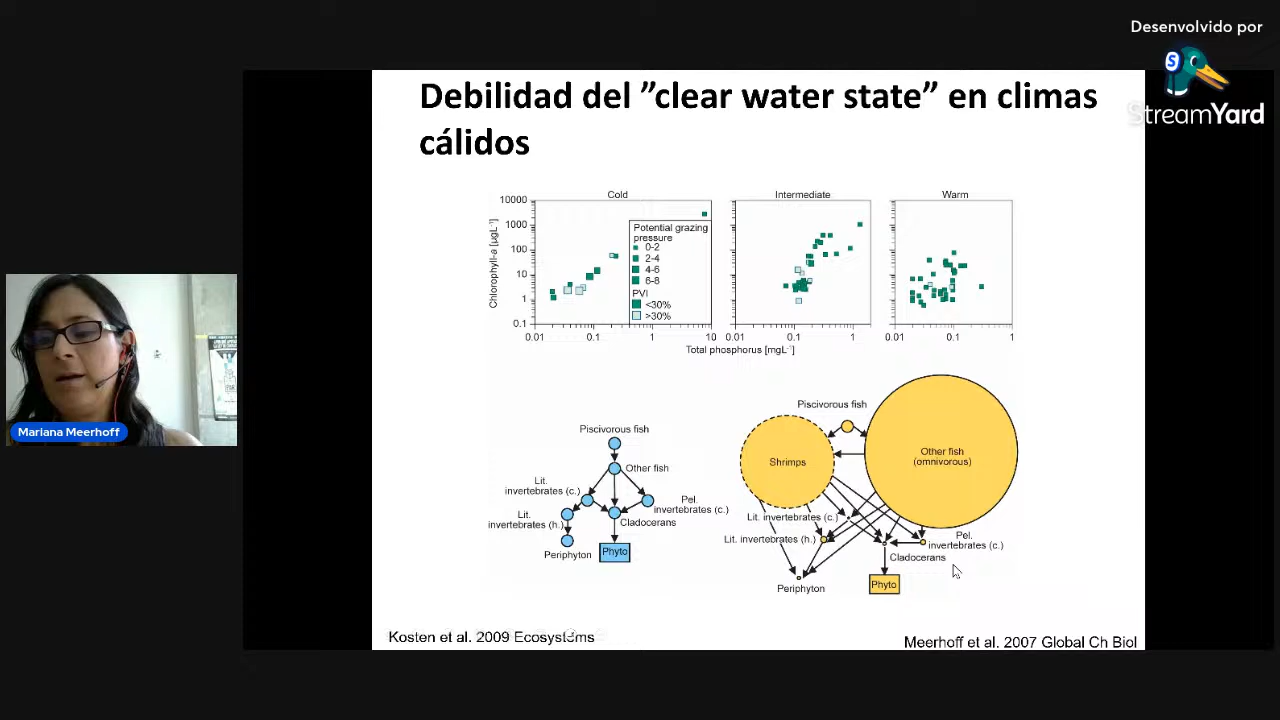 Desenvolvido por
StreamYard
Debilidad del ”clear water state” en climas
cálidos
Cold
Intermediate
Warm
Chlorophyll-a [µgL⁻¹]
10000
1000
100
10
1
0.1
Potential grazing
pressure
0-2
2-4
4-6
6-8
PVI
<30%
>30%
0.01
0.1
1
10
0.01
0.1
1
0.01
0.1
1
Total phosphorus [mgL⁻¹]
Piscivorous fish
Other fish
Lit.
invertebrates (c.)
Pel.
invertebrates (c.)
Lit.
invertebrates (h.)
Cladocerans
Periphyton
Phyto
Piscivorous fish
Shrimps
Other fish
(omnivorous)
Lit. invertebrates (c.)
Lit. invertebrates (h.)
Pel.
invertebrates (c.)
Cladocerans
Periphyton
Phyto
Mariana Meerhoff
Kosten et al. 2009 Ecosystems
Meerhoff et al. 2007 Global Ch Biol